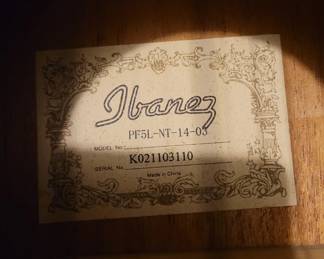 Ibanez
PF5L-NT-14-03
MODEL No.
K021103110
SERIAL No.
Made in China